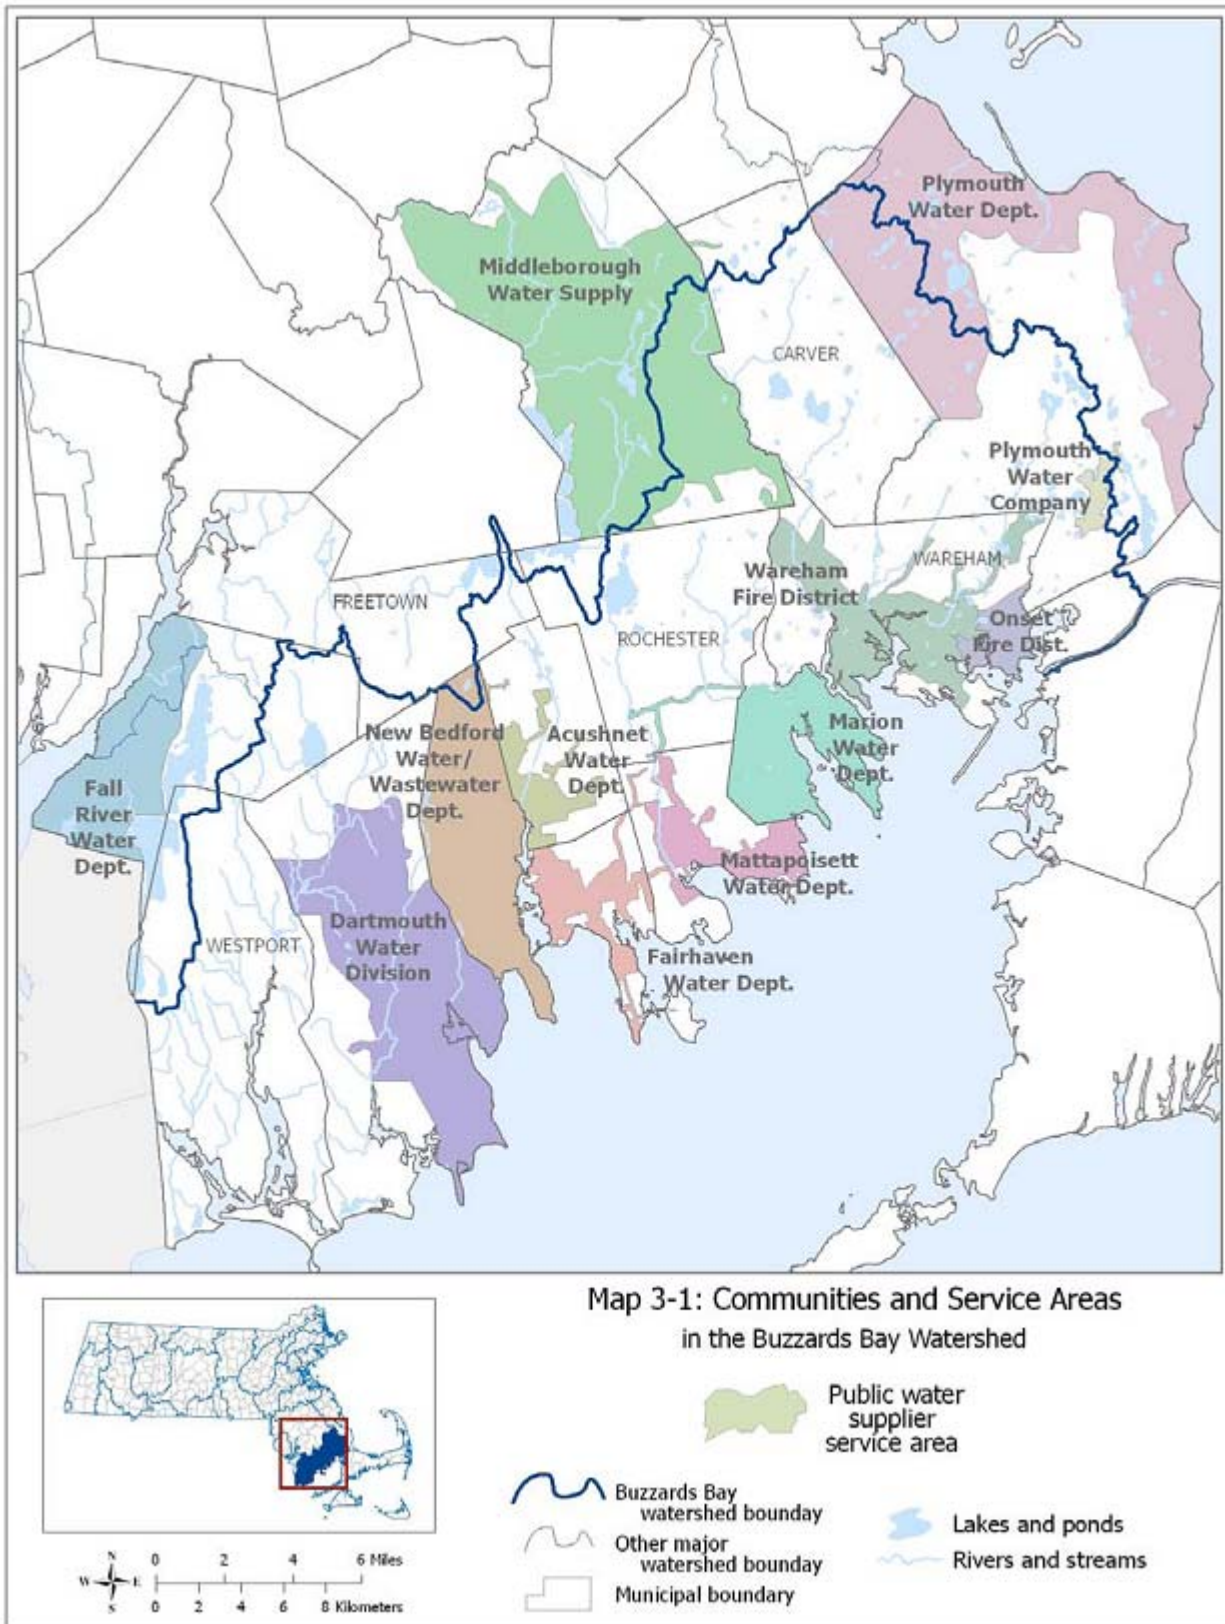 Plymouth
Water Dept.
Middleborough
Water Supply
CARVER
Plymouth
Water
Company
WAREHAM
Wareham
Fire District
FREETOWN
Onset
Fire Dist.
ROCHESTER
New Bedford
Water/
Wastewater
Dept.
Acushnet
Water
Dept.
Marion
Water
Dept.
Fall
River
Water
Dept.
Mattapoisett
Water Dept.
Dartmouth
Water
Division
WESTPORT
Fairhaven
Water Dept.
Map 3-1: Communities and Service Areas
in the Buzzards Bay Watershed
Public water
supplier
service area
Buzzards Bay
watershed bounday
Other major
watershed bounday
Municipal boundary
Lakes and ponds
Rivers and streams
N
W E
S
0 2 4 6 Miles
0 2 4 6 8 Kilometers